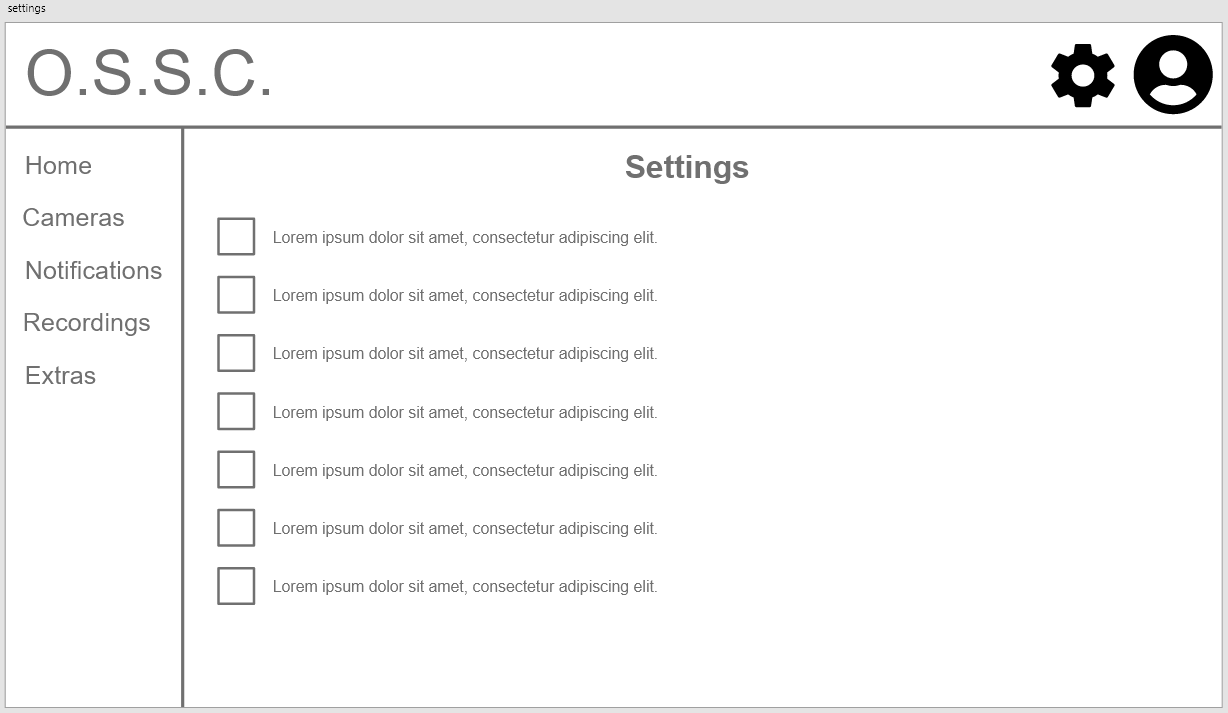 settings
O.S.S.C.
Home
Cameras
Notifications
Recordings
Extras
Settings
Lorem ipsum dolor sit amet, consectetur adipiscing elit.
Lorem ipsum dolor sit amet, consectetur adipiscing elit.
Lorem ipsum dolor sit amet, consectetur adipiscing elit.
Lorem ipsum dolor sit amet, consectetur adipiscing elit.
Lorem ipsum dolor sit amet, consectetur adipiscing elit.
Lorem ipsum dolor sit amet, consectetur adipiscing elit.
Lorem ipsum dolor sit amet, consectetur adipiscing elit.